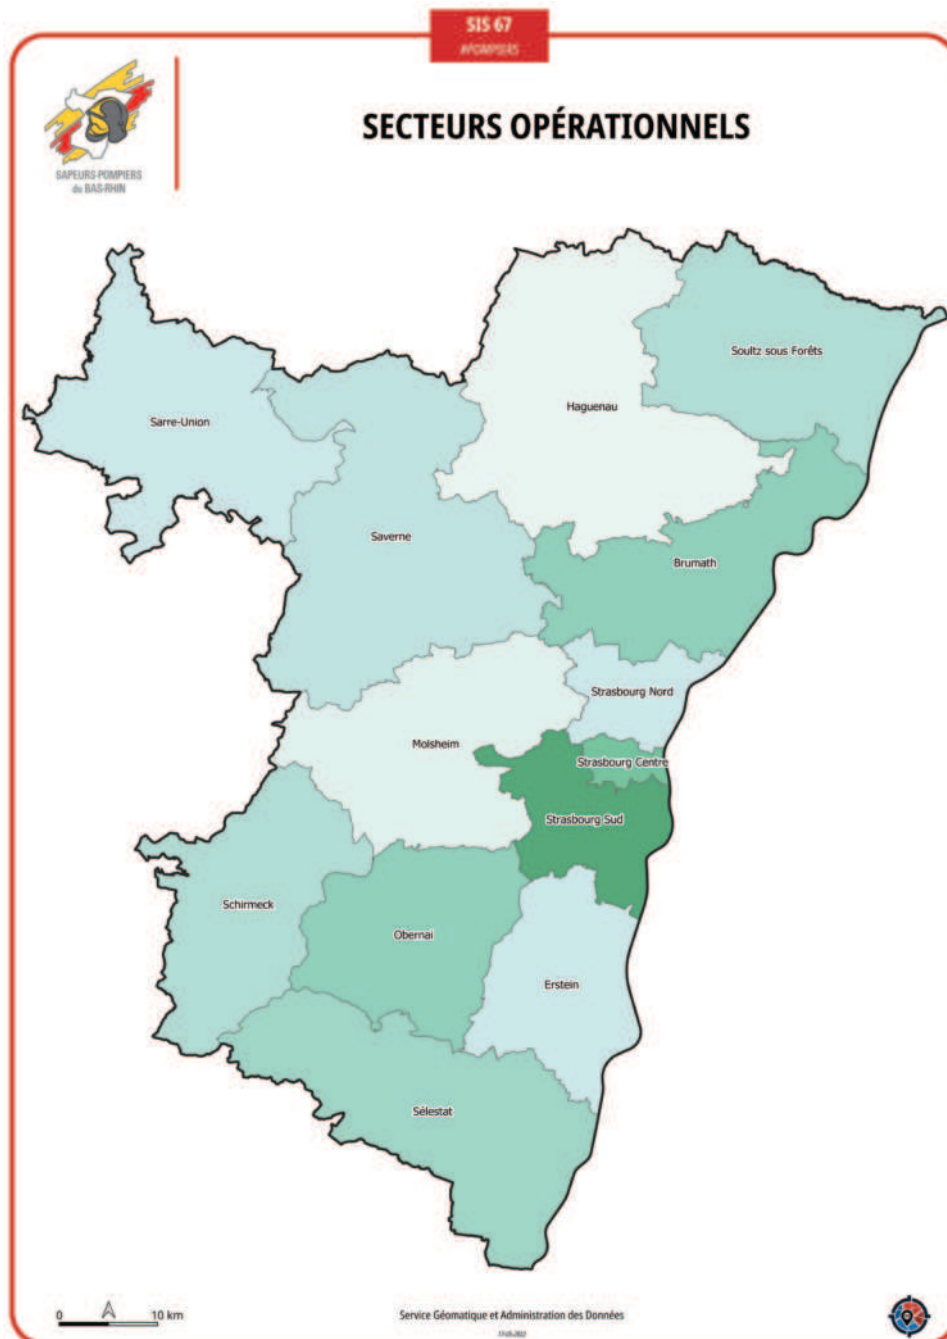 SIS 67
#POMPIERS
SAPEURS-POMPIERS
du BAS-RHIN
SECTEURS OPÉRATIONNELS
Soultz sous Forêts
Haguenau
Sarre-Union
Saverne
Brumath
Strasbourg Nord
Molsheim
Strasbourg Centre
Strasbourg Sud
Schirmeck
Obernai
Erstein
Sélestat
0 10 km
Service Géomatique et Administration des Données